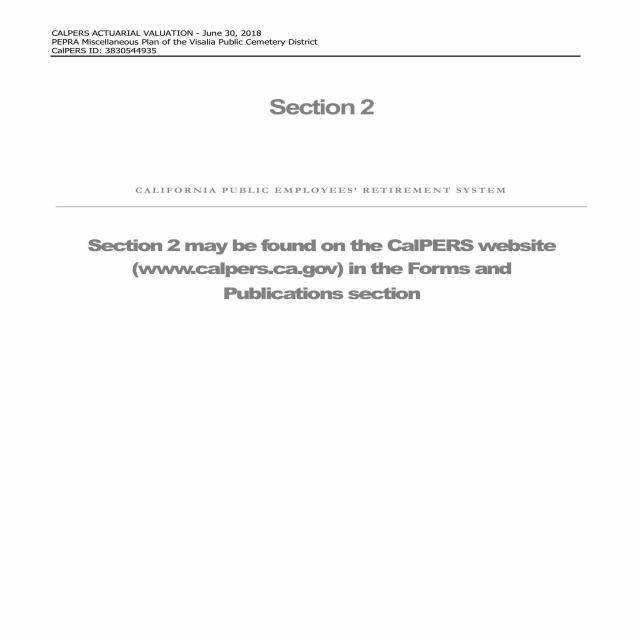 CALPERS ACTUARIAL VALUATION - June 30, 2018
PEPRA Miscellaneous Plan of the Visalia Public Cemetery District
CalPERS ID: 3830544935
Section 2
CALIFORNIA PUBLIC EMPLOYEES' RETIREMENT SYSTEM
Section 2 may be found on the CalPERS website
(www.calpers.ca.gov) in the Forms and
Publications section